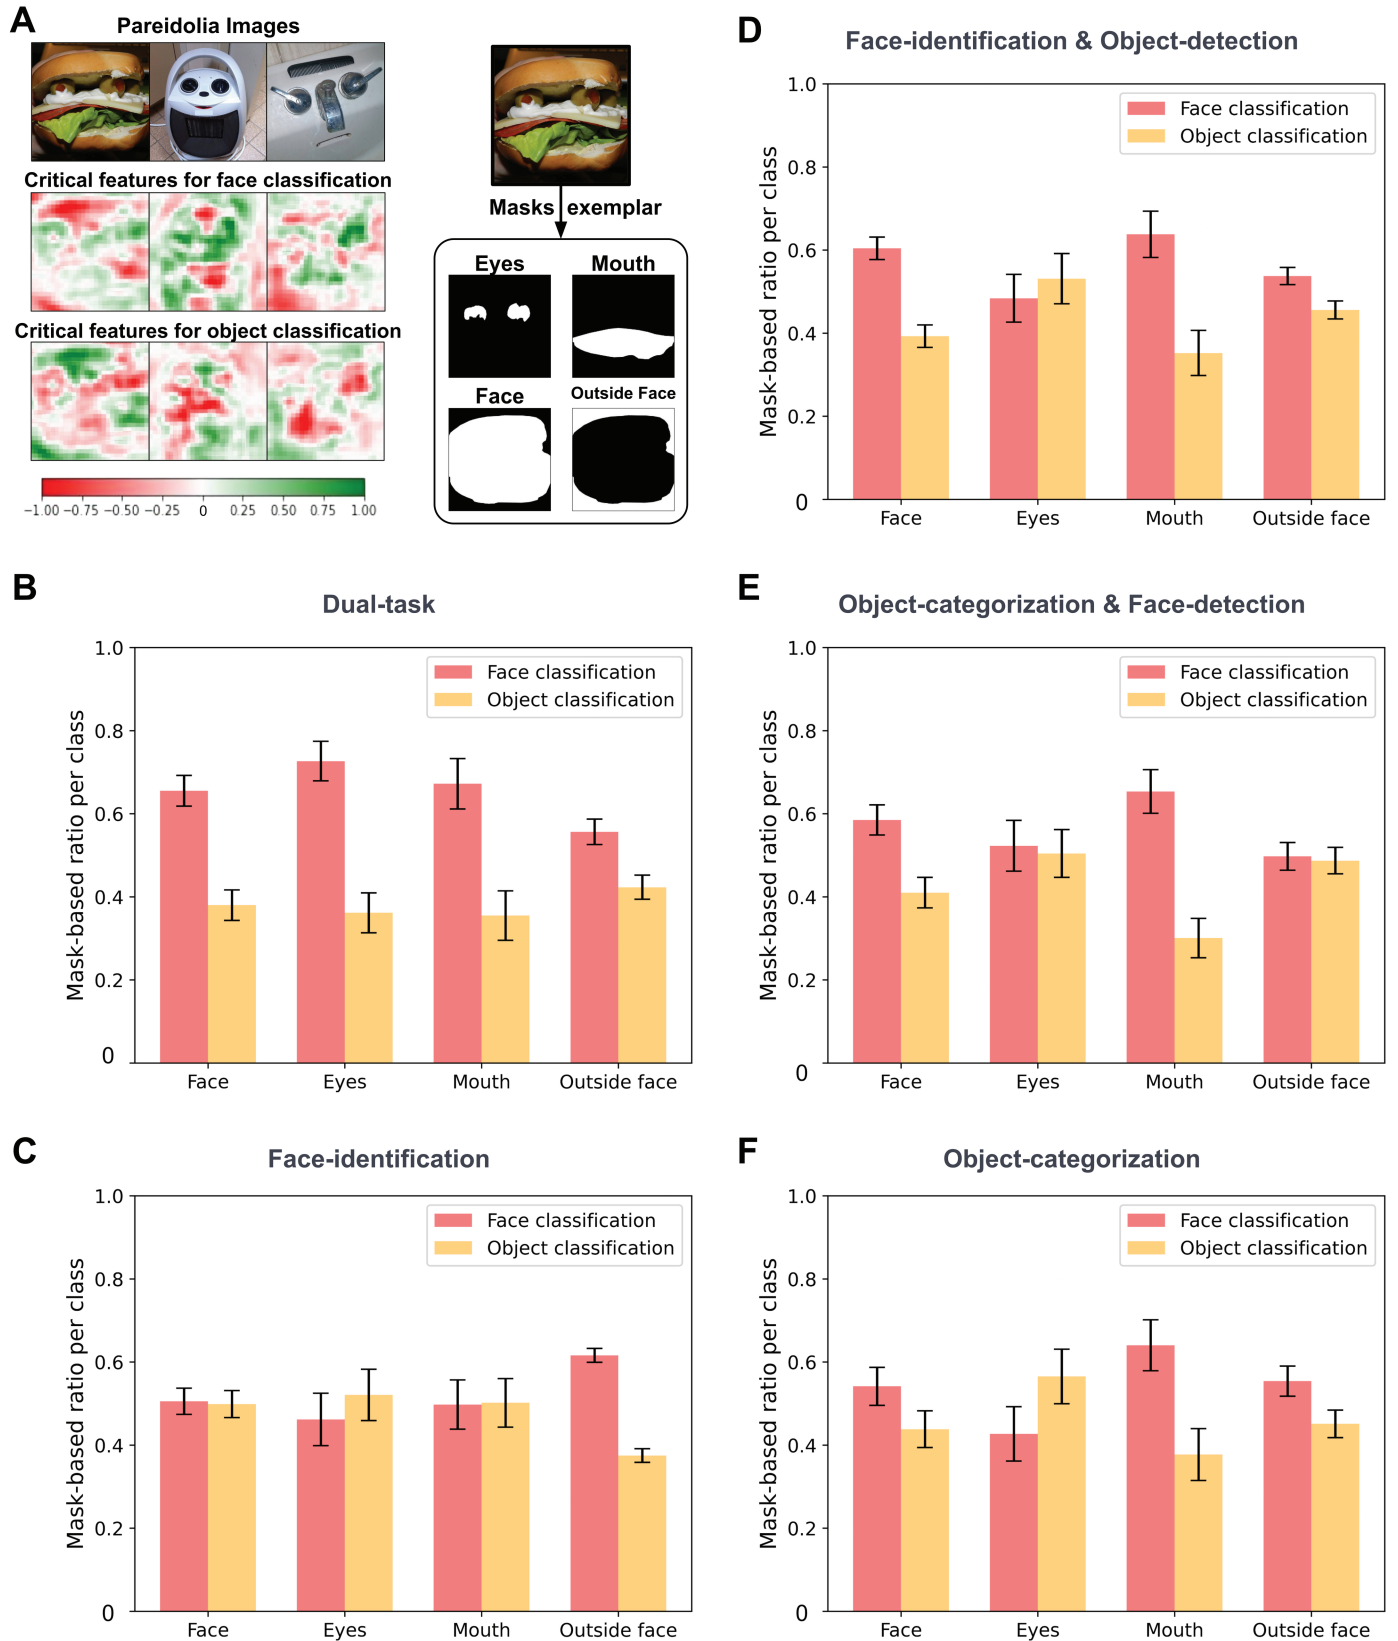 A
Pareidolia Images
Critical features for face classification
Critical features for object classification
−1.00 −0.75 −0.50 −0.25 0 0.25 0.50 0.75 1.00
Masks exemplar
Eyes Mouth
Face Outside Face
D
Face-identification & Object-detection
Mask-based ratio per class
1.0
0.8
0.6
0.4
0.2
0
Face classification
Object classification
Face Eyes Mouth Outside face
B
Dual-task
Mask-based ratio per class
1.0
0.8
0.6
0.4
0.2
0
Face classification
Object classification
Face Eyes Mouth Outside face
E
Object-categorization & Face-detection
Mask-based ratio per class
1.0
0.8
0.6
0.4
0.2
0
Face classification
Object classification
Face Eyes Mouth Outside face
C
Face-identification
Mask-based ratio per class
1.0
0.8
0.6
0.4
0.2
0
Face classification
Object classification
Face Eyes Mouth Outside face
F
Object-categorization
Mask-based ratio per class
1.0
0.8
0.6
0.4
0.2
0
Face classification
Object classification
Face Eyes Mouth Outside face